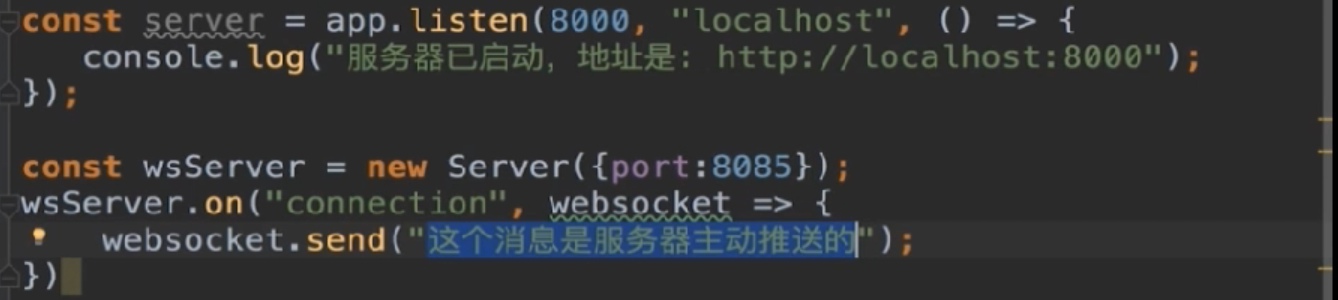 const server = app.listen(8000, "localhost", () => {
console.log("服务器已启动, 地址是: http://localhost:8000");
});
const wsServer = new Server({port:8085});
wsServer.on("connection", websocket => {
websocket.send("这个消息是服务器主动推送的");
})